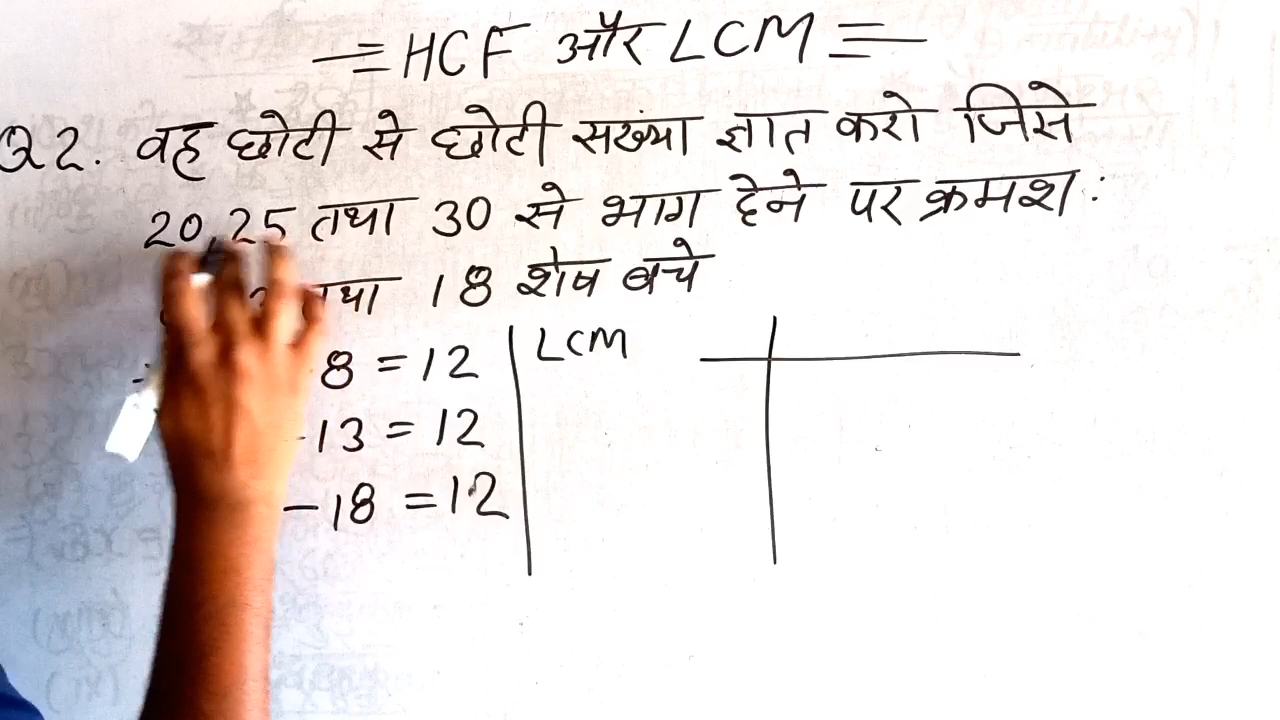 HCF और LCM
Q2. वह छोटी से छोटी सख्ंया ज्ञात करो जिसे
20, 25 तथा 30 से भाग देने पर क्रमश:
तथा 18 शेष बचे
8 = 12
-13 = 12
-18 = 12
LCM